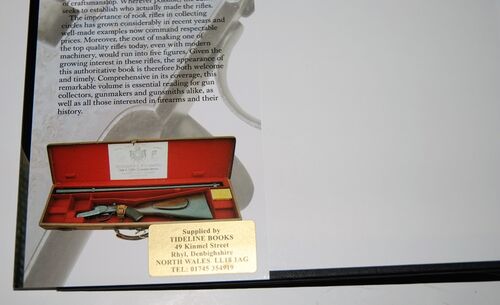 of craftsmanship. Wherever possible, the
seeks to establish who actually made the rifles.
The importance of rook rifles in collecting
circles has grown considerably in recent years and
well-made examples now command respectable
prices. Moreover, the cost of making one of
the top quality rifles today, even with modern
machinery, would run into five figures. Given the
growing interest in these rifles, the appearance of
this authoritative book is therefore both welcome
and timely. Comprehensive in its coverage, this
remarkable volume is essential reading for gun
collectors, gunmakers and gunsmiths alike, as
well as all those interested in firearms and their
history.
Supplied by
TIDELINE BOOKS
49 Kinmel Street
Rhyl, Denbighshire
NORTH WALES. LL18 1AG
TEL: 01745 354919